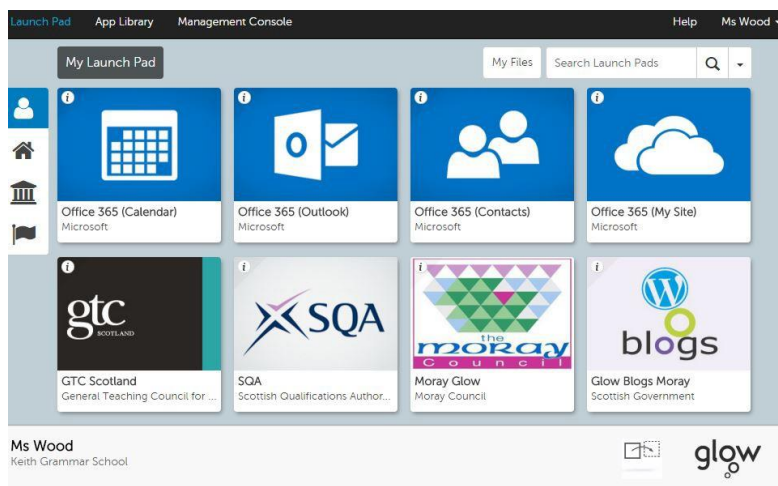 Launch Pad App Library Management Console Help Ms Wood
My Launch Pad My Files Search Launch Pads
Office 365 (Calendar)
Microsoft
Office 365 (Outlook)
Microsoft
Office 365 (Contacts)
Microsoft
Office 365 (My Site)
Microsoft
gtc
SCOTLAND
GTC Scotland
General Teaching Council for ...
SQA
SQA
Scottish Qualifications Author...
the
moray
Council
Moray Glow
Moray Council
blogs
Glow Blogs Moray
Scottish Government
Ms Wood
Keith Grammar School
glow